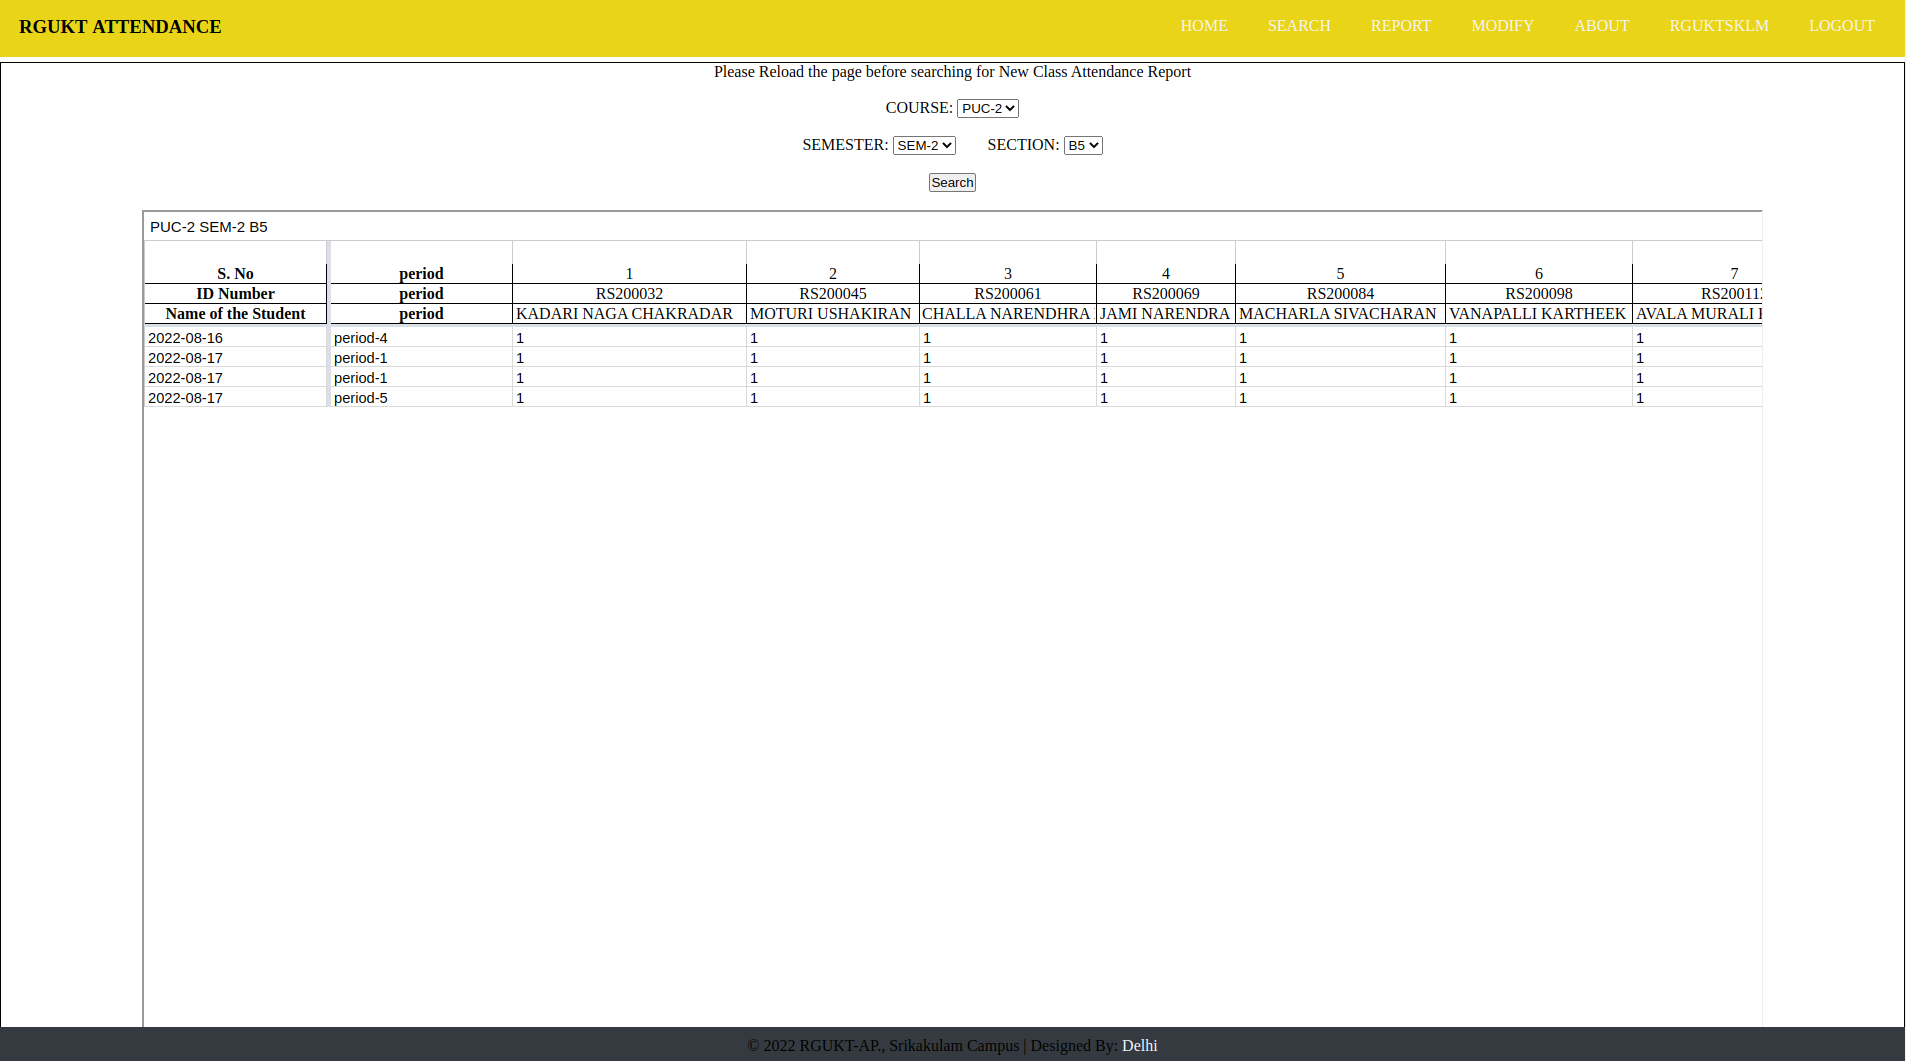 RGUKT ATTENDANCE HOME SEARCH REPORT MODIFY ABOUT RGUKTSKLM LOGOUT
Please Reload the page before searching for New Class Attendance Report
COURSE: PUC-2
SEMESTER: SEM-2 SECTION: B5
Search
PUC-2 SEM-2 B5
S. No period 1 2 3 4 5 6 7
ID Number period RS200032 RS200045 RS200061 RS200069 RS200084 RS200098
Name of the Student period KADARI NAGA CHAKRADAR MOTURI USHAKIRAN CHALLA NARENDHRA JAMI NARENDRA MACHARLA SIVACHARAN VANAPALLI KARTHEEK AVALA MURALI
2022-08-16 period-4 1 1 1 1 1 1 1
2022-08-17 period-1 1 1 1 1 1 1 1
2022-08-17 period-1 1 1 1 1 1 1 1
2022-08-17 period-5 1 1 1 1 1 1 1
© 2022 RGUKT-AP., Srikakulam Campus | Designed By: Delhi